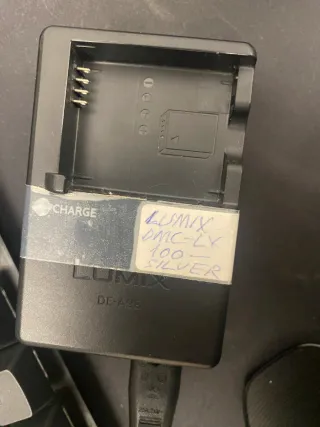 CHARGE
LUMIX
DMC-LX
100 —
SILVER
LUMIX